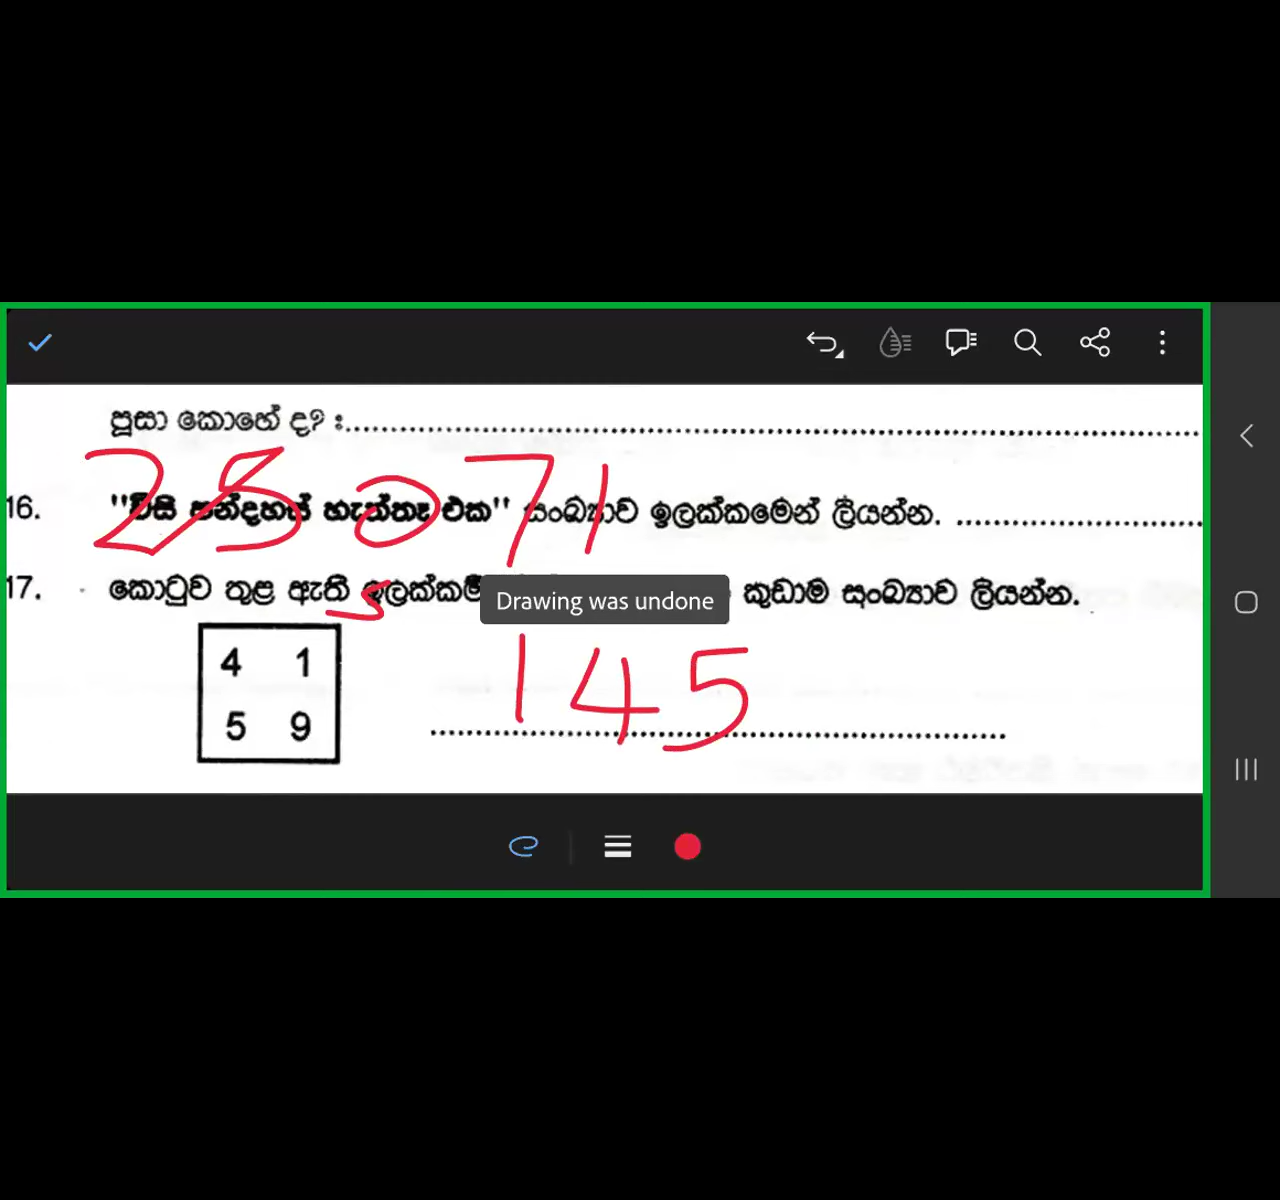 පූසා කොහේ ද? :
25071
16. "විසි පන්දහස් හැත්තෑ එක" සංඛ්‍යාව ඉලක්කමෙන් ලියන්න.
17. කොටුව තුළ ඇති ඉලක්කම් කුඩාම සංඛ්‍යාව ලියන්න.
5
Drawing was undone
4 1
5 9
145